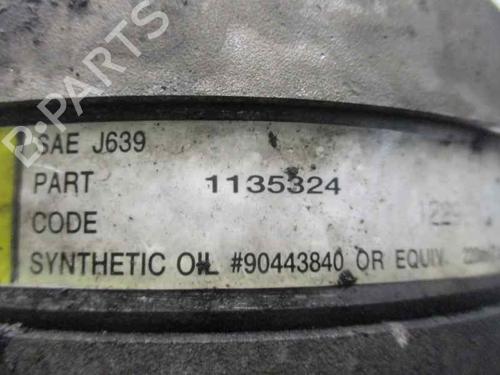 B-PARTS
SAE J639
PART 1135324
CODE
SYNTHETIC OIL #90443840 OR EQUIV.